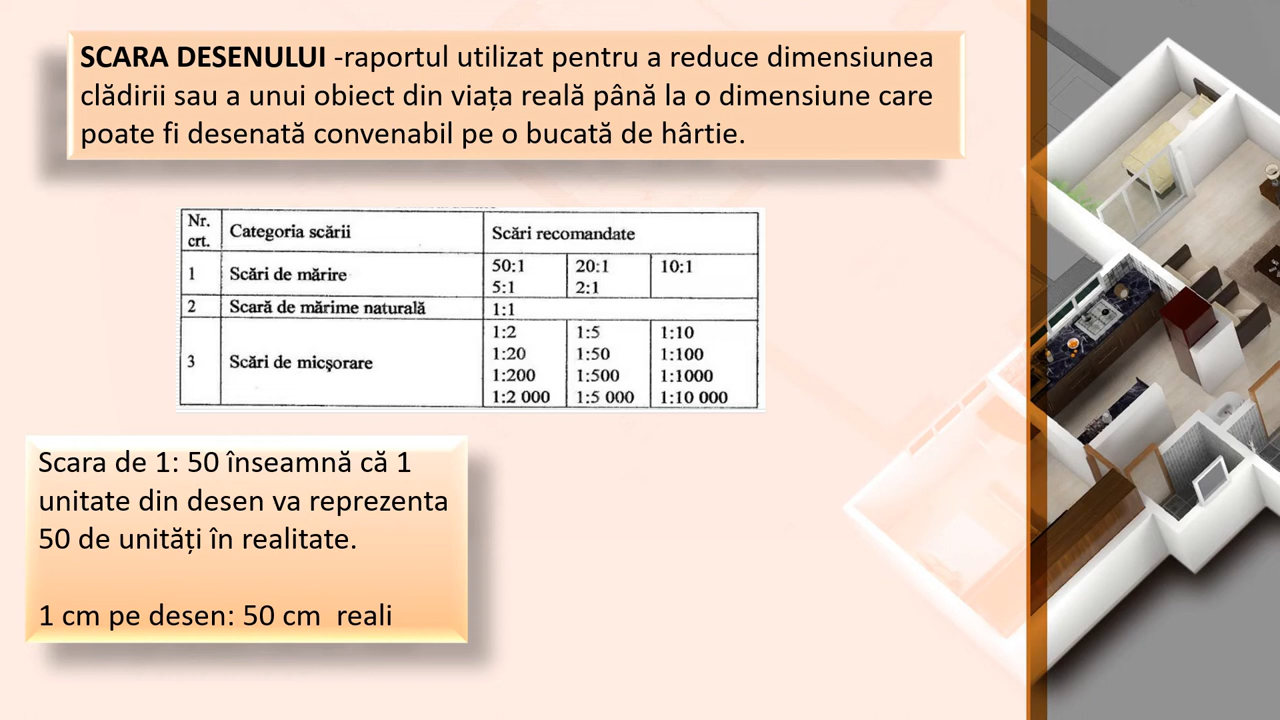 SCARA DESENULUI -raportul utilizat pentru a reduce dimensiunea
clădirii sau a unui obiect din viața reală până la o dimensiune care
poate fi desenată convenabil pe o bucată de hârtie.
Nr. crt. Categoria scării Scări recomandate
1 Scări de mărire 50:1 20:1 10:1
5:1 2:1
2 Scară de mărime naturală 1:1
1:2 1:5 1:10
1:20 1:50 1:100
3 Scări de micşorare
1:200 1:500 1:1000
1:2 000 1:5 000 1:10 000
Scara de 1: 50 înseamnă că 1
unitate din desen va reprezenta
50 de unități în realitate.
1 cm pe desen: 50 cm  reali